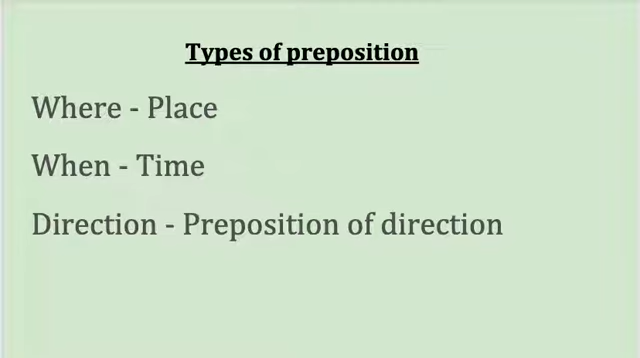 Types of preposition
Where - Place
When - Time
Direction - Preposition of direction